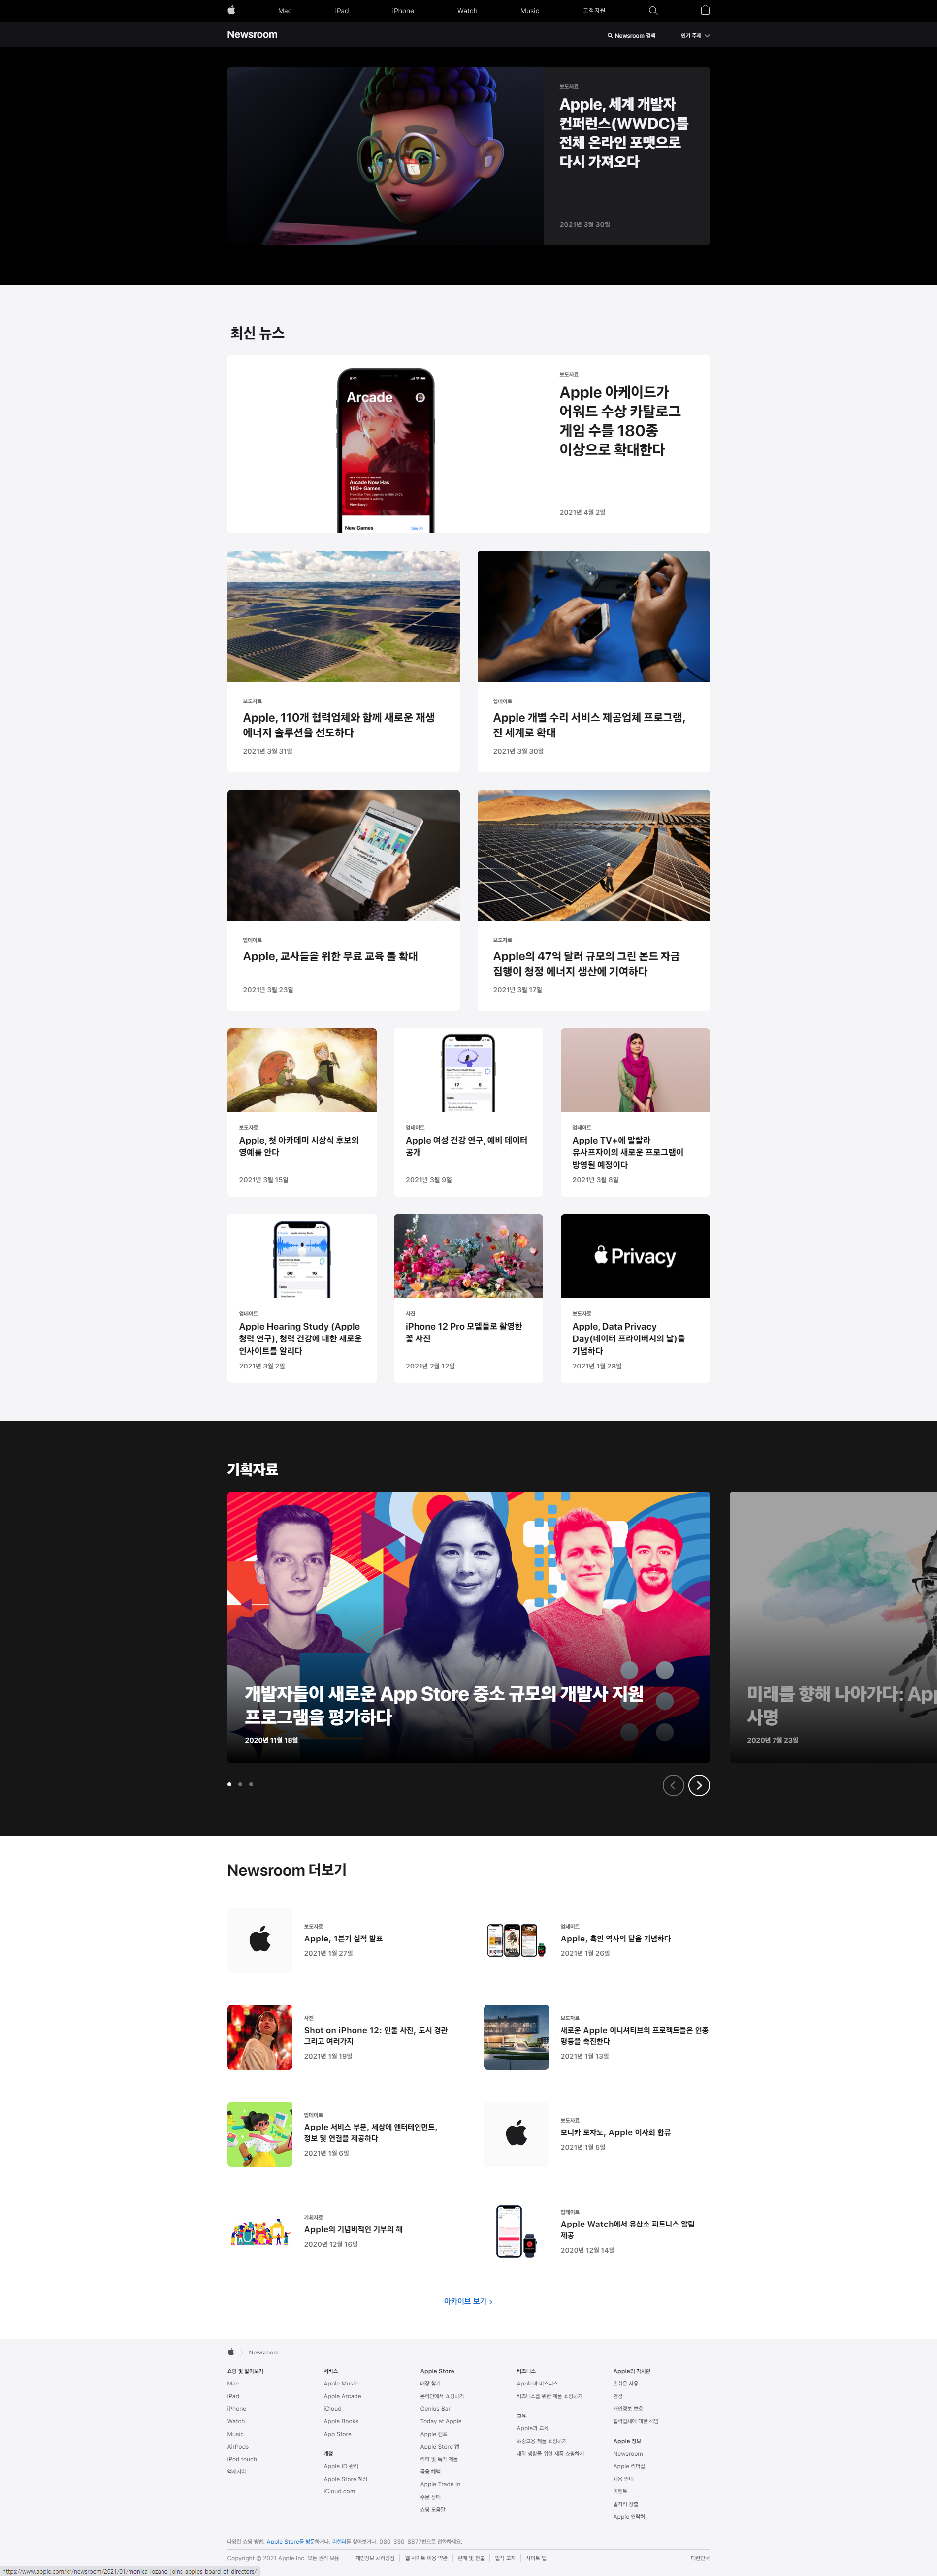 Mac
iPad
iPhone
Watch
Music
고객지원
Newsroom
Newsroom 검색
인기 주제
보도자료
Apple, 세계 개발자
컨퍼런스(WWDC)를
전체 온라인 포맷으로
다시 가져오다
2021년 3월 30일
최신 뉴스
Arcade
Arcade Now Has
180+ Games
New Games
See All
보도자료
Apple 아케이드가
어워드 수상 카탈로그
게임 수를 180종
이상으로 확대한다
2021년 4월 2일
보도자료
Apple, 110개 협력업체와 함께 새로운 재생
에너지 솔루션을 선도하다
2021년 3월 31일
업데이트
Apple 개별 수리 서비스 제공업체 프로그램,
전 세계로 확대
2021년 3월 30일
업데이트
Apple, 교사들을 위한 무료 교육 툴 확대
2021년 3월 23일
보도자료
Apple의 47억 달러 규모의 그린 본드 자금
집행이 청정 에너지 생산에 기여하다
2021년 3월 17일
보도자료
Apple, 첫 아카데미 시상식 후보의
영예를 안다
2021년 3월 15일
업데이트
Apple 여성 건강 연구, 예비 데이터
공개
2021년 3월 9일
업데이트
Apple TV+에 말랄라
유사프자이의 새로운 프로그램이
방영될 예정이다
2021년 3월 8일
업데이트
Apple Hearing Study (Apple
청력 연구), 청력 건강에 대한 새로운
인사이트를 알리다
2021년 3월 2일
사진
iPhone 12 Pro 모델들로 촬영한
꽃 사진
2021년 2월 12일
Privacy
보도자료
Apple, Data Privacy
Day(데이터 프라이버시의 날)을
기념하다
2021년 1월 28일
기획자료
개발자들이 새로운 App Store 중소 규모의 개발사 지원
프로그램을 평가하다
2020년 11월 18일
미래를 향해 나아가다: Ap
사명
2020년 7월 23일
Newsroom 더보기
보도자료
Apple, 1분기 실적 발표
2021년 1월 27일
업데이트
Apple, 흑인 역사의 달을 기념하다
2021년 1월 26일
사진
Shot on iPhone 12: 인물 사진, 도시 경관
그리고 여러가지
2021년 1월 19일
보도자료
새로운 Apple 이니셔티브의 프로젝트들은 인종
평등을 촉진한다
2021년 1월 13일
업데이트
Apple 서비스 부문, 세상에 엔터테인먼트,
정보 및 연결을 제공하다
2021년 1월 6일
보도자료
모니카 로자노, Apple 이사회 합류
2021년 1월 5일
기획자료
Apple의 기념비적인 기부의 해
2020년 12월 16일
업데이트
Apple Watch에서 유산소 피트니스 알림
제공
2020년 12월 14일
아카이브 보기
Newsroom
쇼핑 및 알아보기
Mac
iPad
iPhone
Watch
Music
AirPods
iPod touch
액세서리
서비스
Apple Music
Apple Arcade
iCloud
Apple Books
App Store
계정
Apple ID 관리
Apple Store 계정
iCloud.com
Apple Store
매장 찾기
온라인에서 쇼핑하기
Genius Bar
Today at Apple
Apple 캠프
Apple Store 앱
리퍼 및 특가 제품
금융 혜택
Apple Trade In
주문 상태
쇼핑 도움말
비즈니스
Apple과 비즈니스
비즈니스를 위한 제품 쇼핑하기
교육
Apple과 교육
초중고용 제품 쇼핑하기
대학 생활을 위한 제품 쇼핑하기
Apple의 가치관
손쉬운 사용
환경
개인정보 보호
협력업체에 대한 책임
Apple 정보
Newsroom
Apple 리더십
채용 안내
이벤트
일자리 창출
Apple 연락처
다양한 쇼핑 방법: Apple Store를 방문하거나, 리셀러를 찾아보거나, 080-330-8877번으로 전화하세요.
Copyright © 2021 Apple Inc. 모든 권리 보유.
개인정보 처리방침
웹 사이트 이용 약관
판매 및 환불
법적 고지
사이트 맵
대한민국
https://www.apple.com/kr/newsroom/2021/01/monica-lozano-joins-apples-board-of-directors/